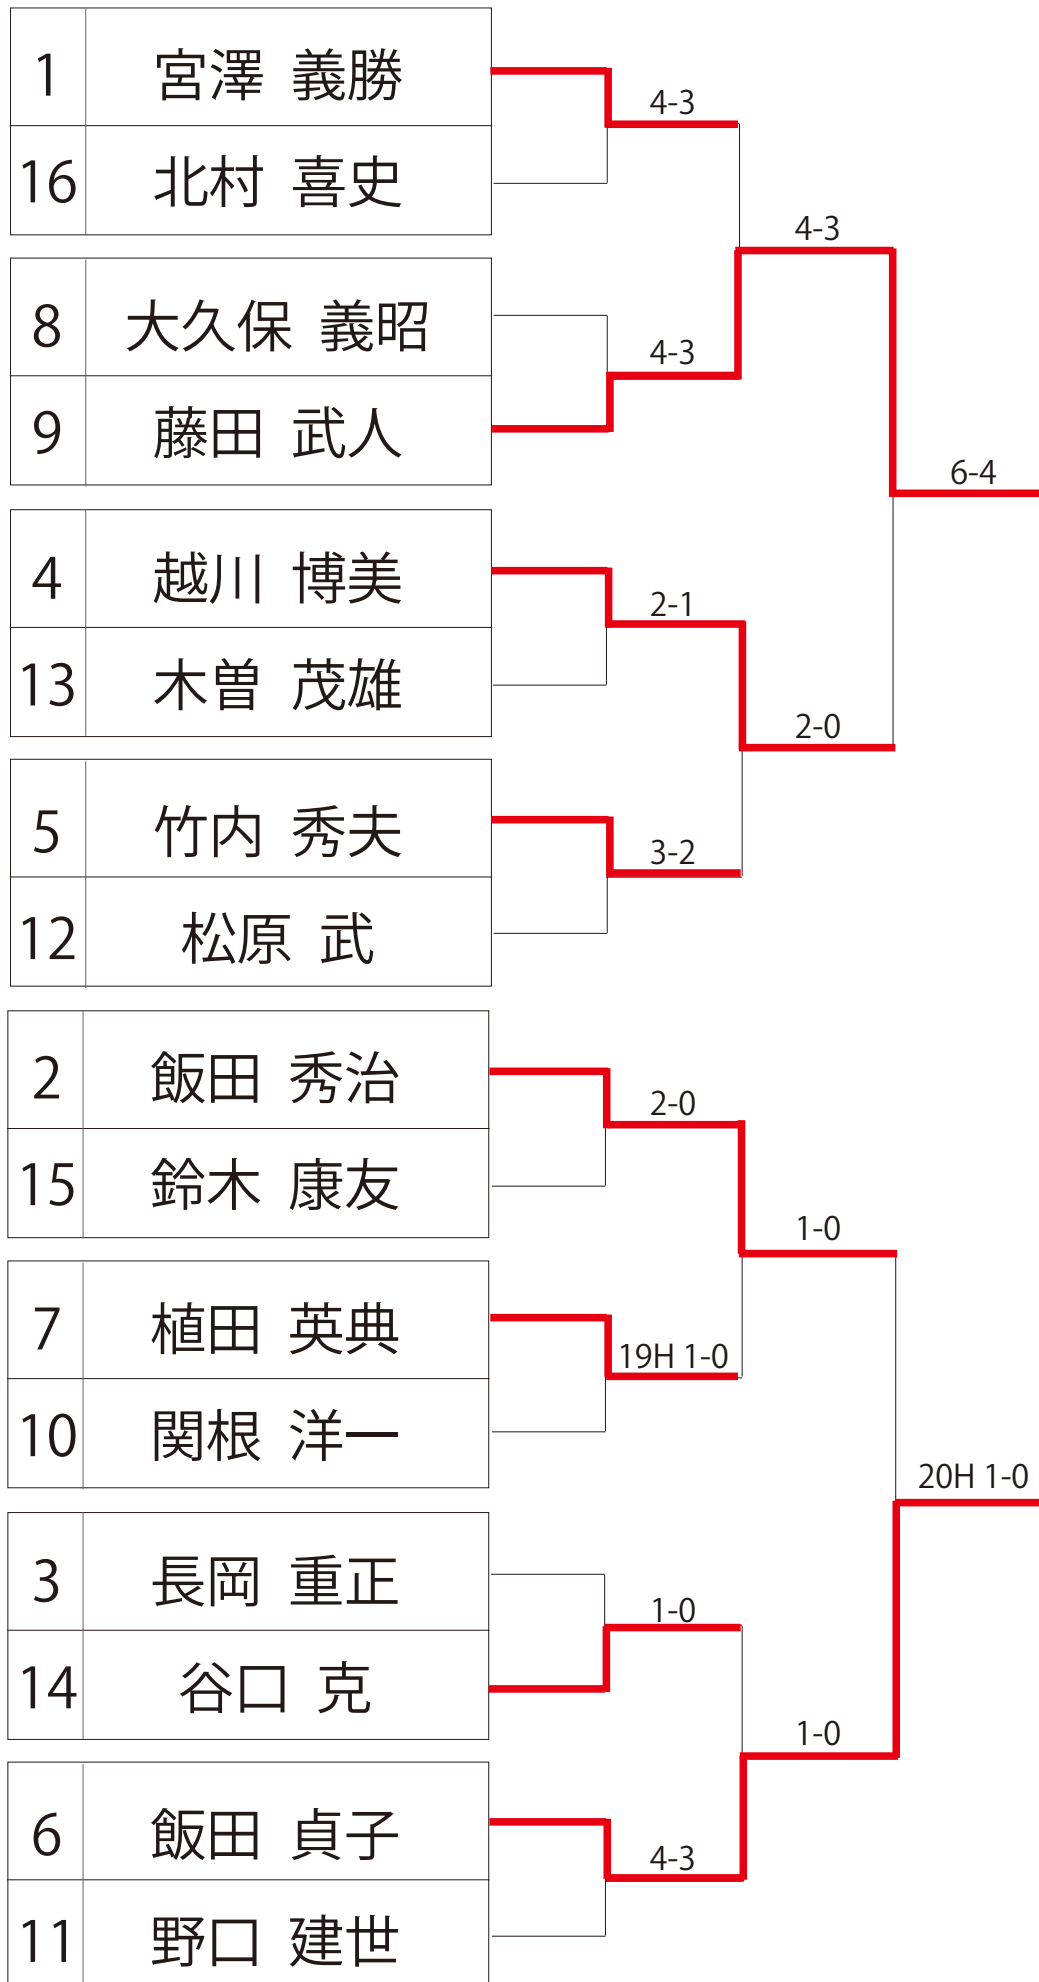 1 宮澤 義勝
4-3
16 北村 喜史
4-3
8 大久保 義昭
4-3
9 藤田 武人
6-4
4 越川 博美
2-1
13 木曽 茂雄
2-0
5 竹内 秀夫
3-2
12 松原 武
2 飯田 秀治
2-0
15 鈴木 康友
1-0
7 植田 英典
19H 1-0
10 関根 洋一
20H 1-0
3 長岡 重正
1-0
14 谷口 克
1-0
6 飯田 貞子
4-3
11 野口 建世